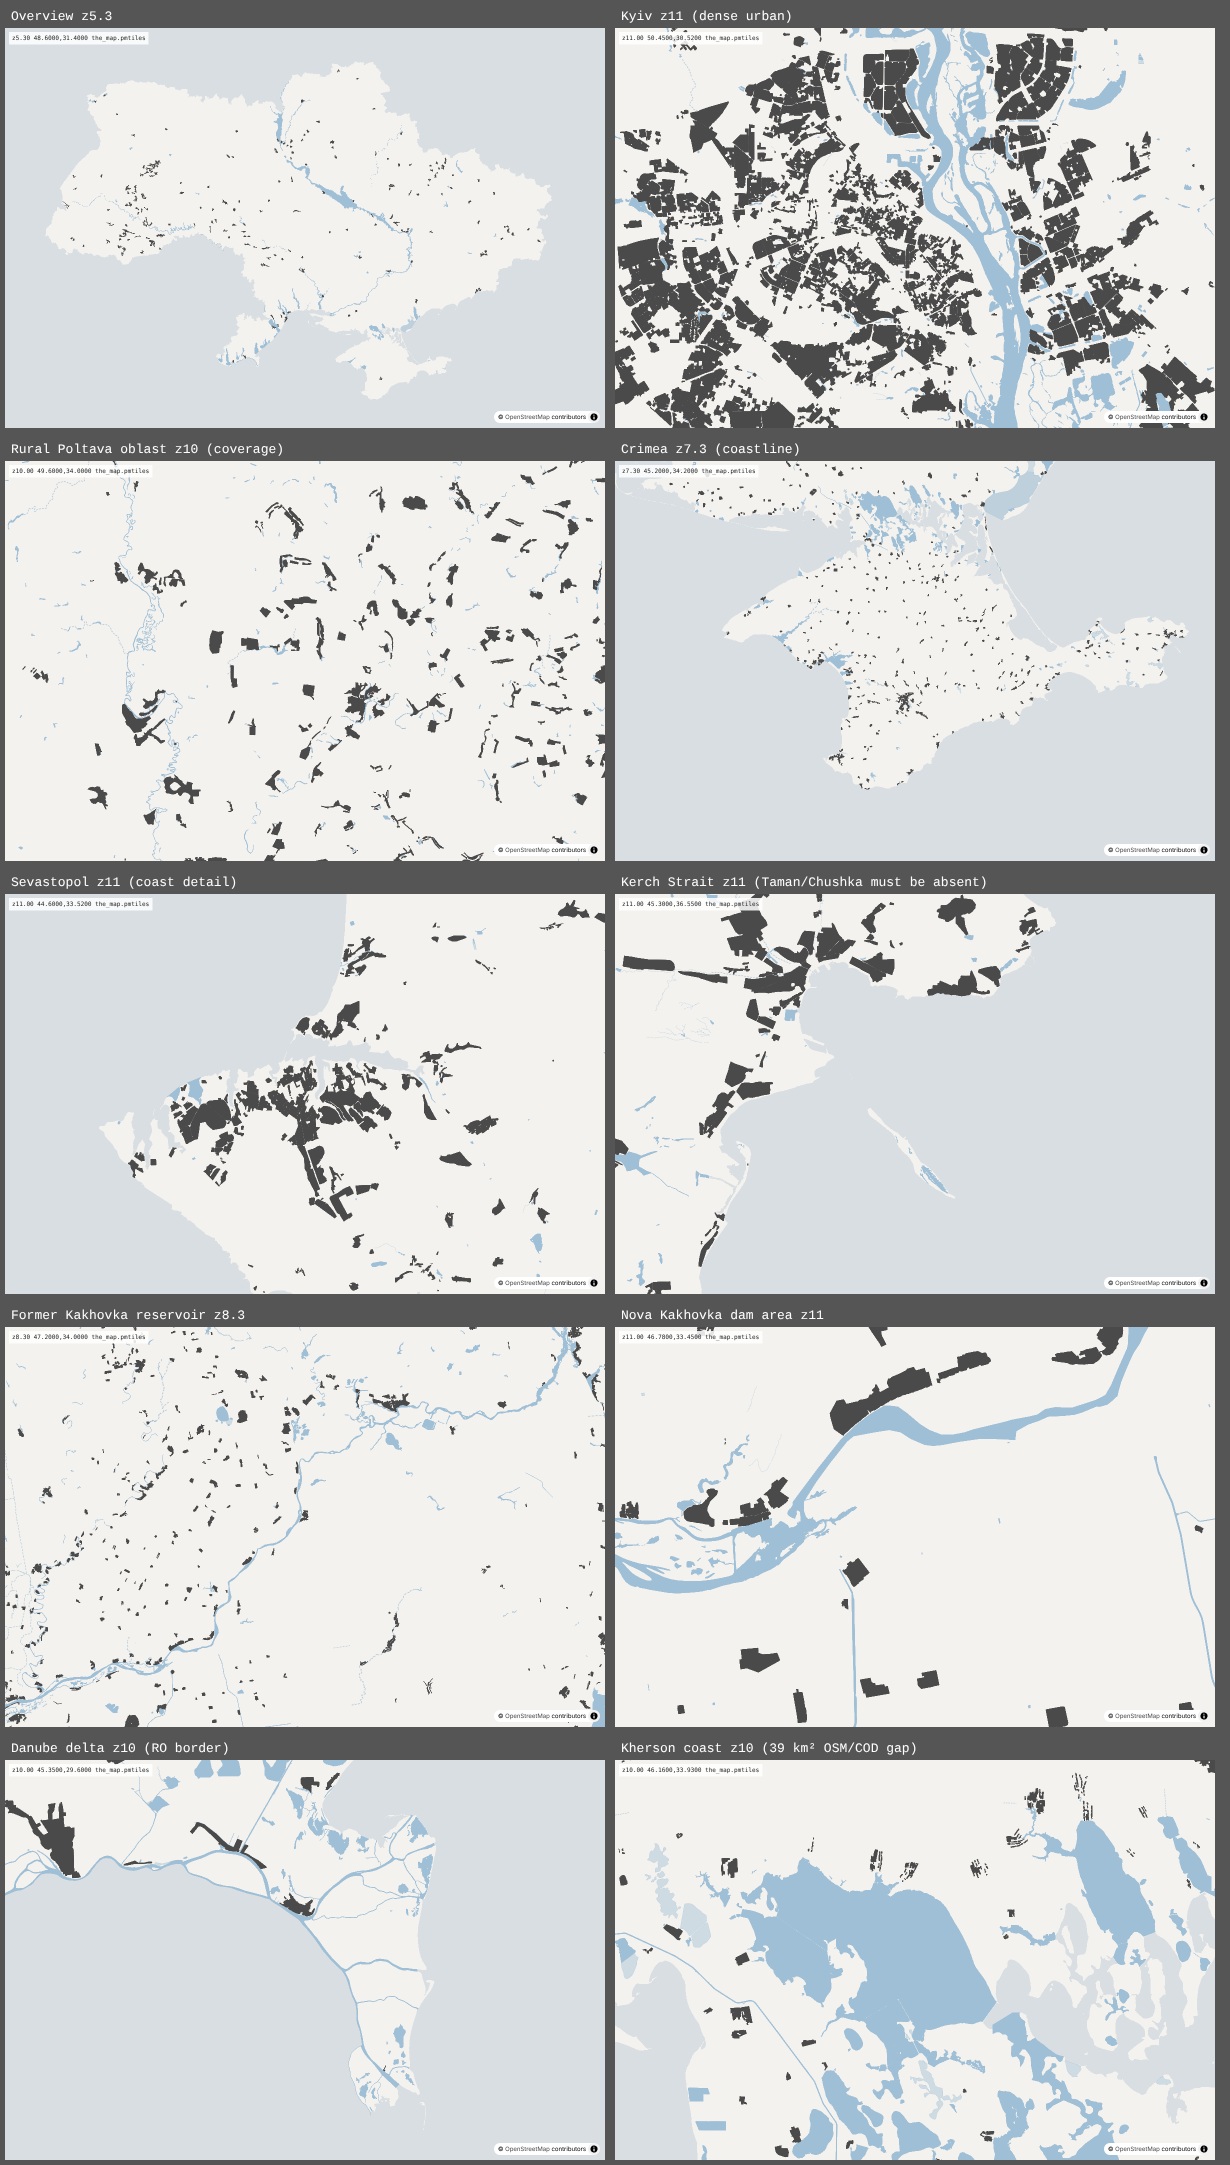 Overview z5.3
Kyiv z11 (dense urban)
z5.30 48.6000,31.4000 the_map.pmtiles
z11.00 50.4500,30.5200 the_map.pmtiles
© OpenStreetMap contributors
© OpenStreetMap contributors
Rural Poltava oblast z10 (coverage)
Crimea z7.3 (coastline)
z10.00 49.6000,34.0000 the_map.pmtiles
z7.30 45.2000,34.2000 the_map.pmtiles
© OpenStreetMap contributors
© OpenStreetMap contributors
Sevastopol z11 (coast detail)
Kerch Strait z11 (Taman/Chushka must be absent)
z11.00 44.6000,33.5200 the_map.pmtiles
z11.00 45.3000,36.5500 the_map.pmtiles
© OpenStreetMap contributors
© OpenStreetMap contributors
Former Kakhovka reservoir z8.3
Nova Kakhovka dam area z11
z8.30 47.2000,34.0000 the_map.pmtiles
z11.00 46.7800,33.4500 the_map.pmtiles
© OpenStreetMap contributors
© OpenStreetMap contributors
Danube delta z10 (RO border)
Kherson coast z10 (39 km² OSM/COD gap)
z10.00 45.3500,29.6000 the_map.pmtiles
z10.00 46.1600,33.9300 the_map.pmtiles
© OpenStreetMap contributors
© OpenStreetMap contributors